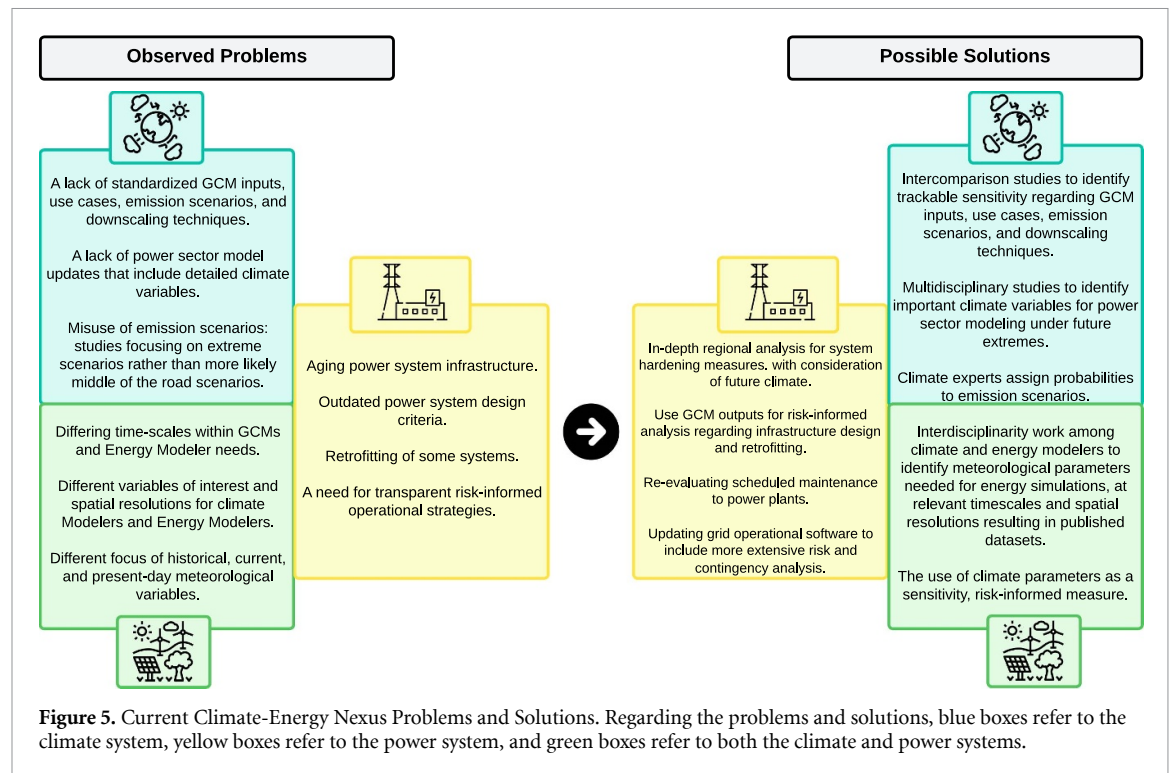 Observed Problems
Possible Solutions
A lack of standardized GCM inputs,
use cases, emission scenarios, and
downscaling techniques.
A lack of power sector model
updates that include detailed climate
variables.
Misuse of emission scenarios:
studies focusing on extreme
scenarios rather than more likely
middle of the road scenarios.
Differing time-scales within GCMs
and Energy Modeler needs.
Different variables of interest and
spatial resolutions for climate
Modelers and Energy Modelers.
Different focus of historical, current,
and present-day meteorological
variables.
Aging power system infrastructure.
Outdated power system design
criteria.
Retrofitting of some systems.
A need for transparent risk-informed
operational strategies.
In-depth regional analysis for system
hardening measures. with consideration
of future climate.
Use GCM outputs for risk-informed
analysis regarding infrastructure design
and retrofitting.
Re-evaluating scheduled maintenance
to power plants.
Updating grid operational software to
include more extensive risk and
contingency analysis.
Intercomparison studies to identify
trackable sensitivity regarding GCM
inputs, use cases, emission
scenarios, and downscaling
techniques.
Multidisciplinary studies to identify
important climate variables for power
sector modeling under future
extremes.
Climate experts assign probabilities
to emission scenarios.
Interdisciplinarity work among
climate and energy modelers to
identify meteorological parameters
needed for energy simulations, at
relevant timescales and spatial
resolutions resulting in published
datasets.
The use of climate parameters as a
sensitivity, risk-informed measure.
Figure 5. Current Climate-Energy Nexus Problems and Solutions. Regarding the problems and solutions, blue boxes refer to the
climate system, yellow boxes refer to the power system, and green boxes refer to both the climate and power systems.